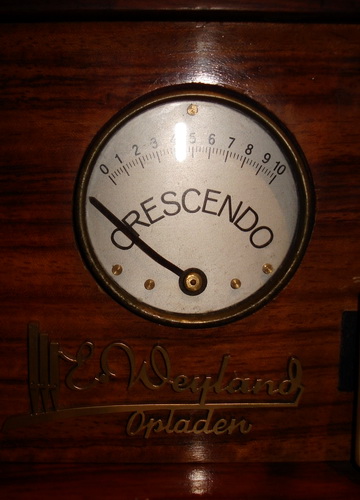 0 1 2 3 4 5 6 7 8 9 10
CRESCENDO
E. Weyland
Opladen